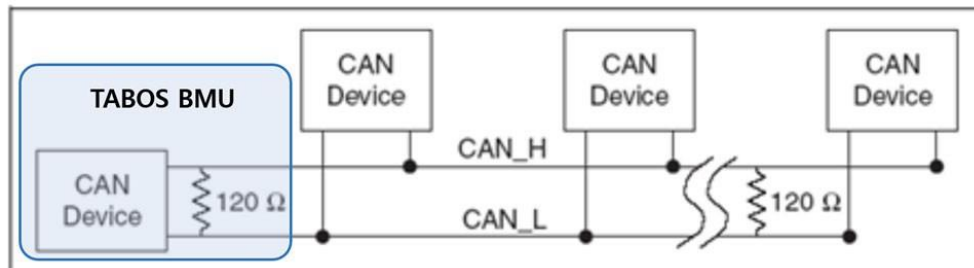 TABOS BMU
CAN
Device
120 Ω
CAN
Device
CAN_H
CAN_L
CAN
Device
120 Ω
CAN
Device